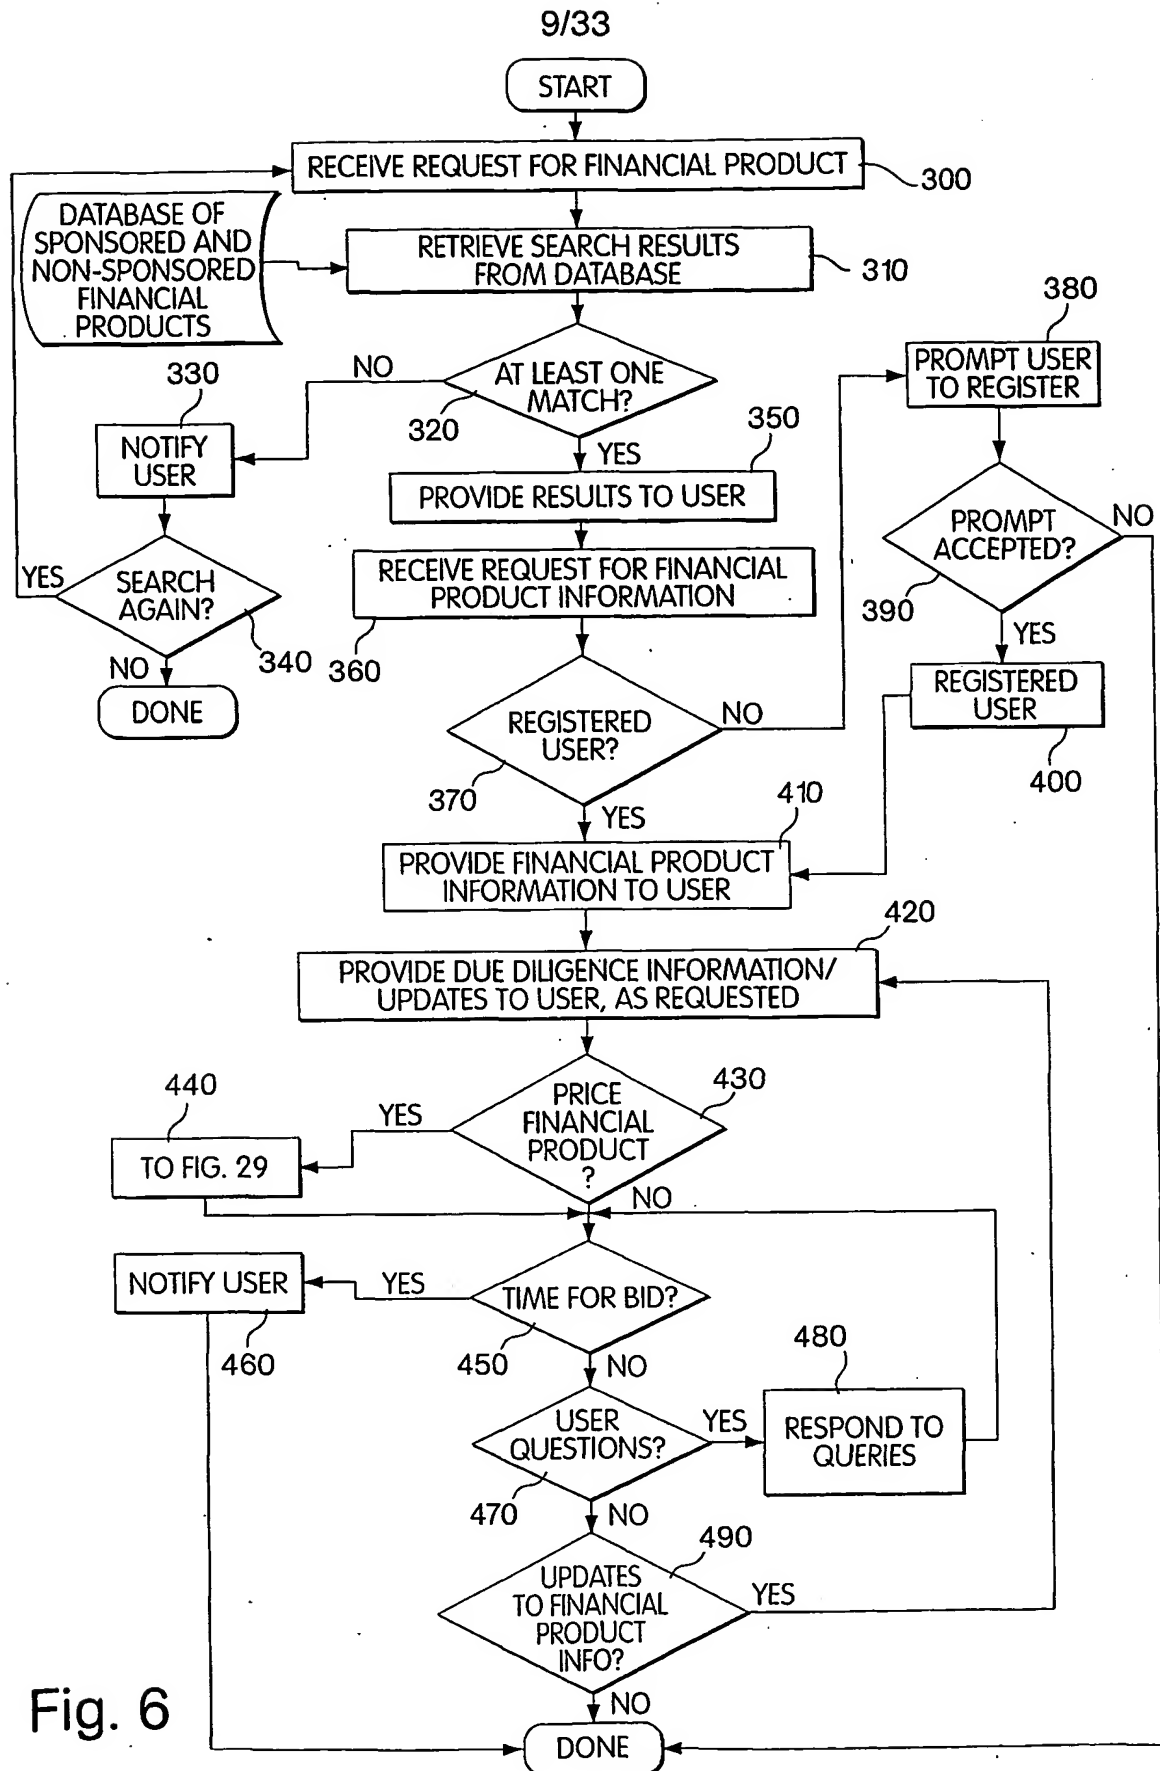 9/33
START
RECEIVE REQUEST FOR FINANCIAL PRODUCT
300
DATABASE OF
SPONSORED AND
NON-SPONSORED
FINANCIAL
PRODUCTS
RETRIEVE SEARCH RESULTS
FROM DATABASE
310
380
PROMPT USER
TO REGISTER
NO
AT LEAST ONE
MATCH?
320
330
NOTIFY
USER
YES
350
PROVIDE RESULTS TO USER
PROMPT
ACCEPTED?
NO
390
YES
SEARCH
AGAIN?
YES
340
NO
DONE
RECEIVE REQUEST FOR FINANCIAL
PRODUCT INFORMATION
360
REGISTERED
USER
400
REGISTERED
USER?
NO
370
YES
410
PROVIDE FINANCIAL PRODUCT
INFORMATION TO USER
420
PROVIDE DUE DILIGENCE INFORMATION/
UPDATES TO USER, AS REQUESTED
PRICE
FINANCIAL
PRODUCT
?
430
YES
440
TO FIG. 29
NO
TIME FOR BID?
YES
NOTIFY USER
460
450
NO
480
USER
QUESTIONS?
YES
RESPOND TO
QUERIES
470
NO
490
UPDATES
TO FINANCIAL
PRODUCT
INFO?
YES
NO
DONE
Fig. 6